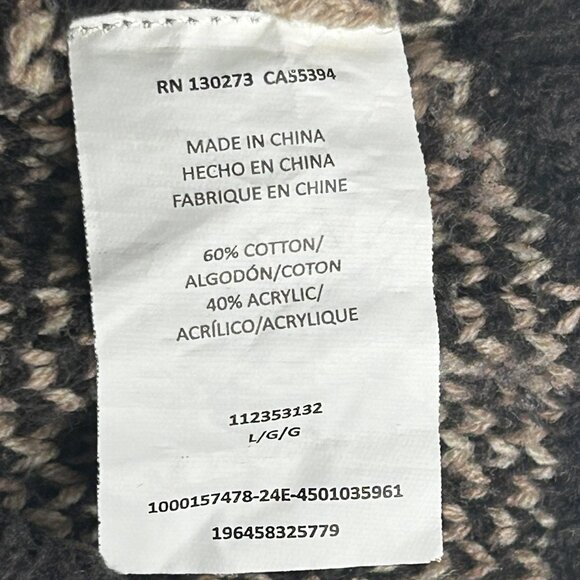 RN 130273 CA55394
MADE IN CHINA
HECHO EN CHINA
FABRIQUE EN CHINE
60% COTTON/
ALGODÓN/COTON
40% ACRYLIC/
ACRÍLICO/ACRYLIQUE
112353132
L/G/G
1000157478-24E-4501035961
196458325779